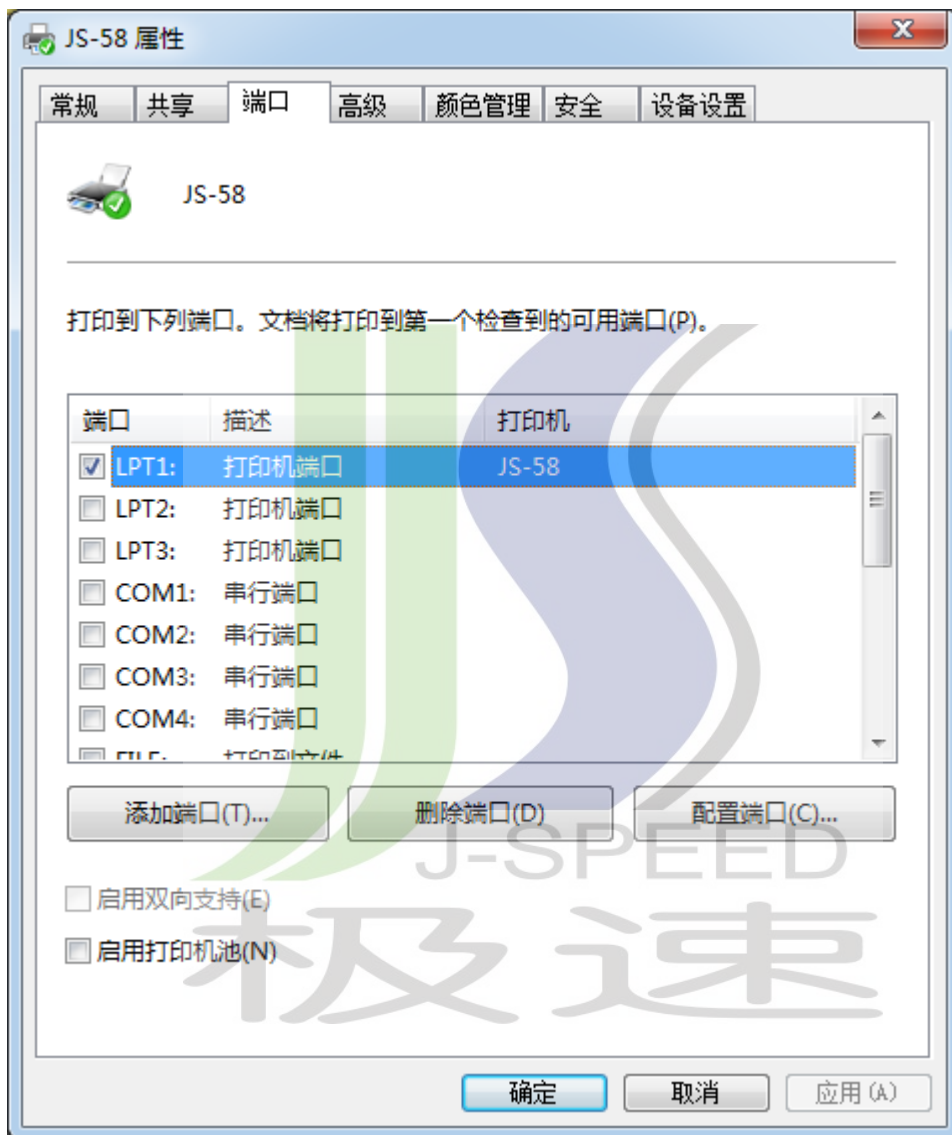 JS-58 属性
常规 共享 端口 高级 颜色管理 安全 设备设置
JS-58
打印到下列端口。文档将打印到第一个检查到的可用端口(P)。
端口 描述 打印机
LPT1: 打印机端口 JS-58
LPT2: 打印机端口
LPT3: 打印机端口
COM1: 串行端口
COM2: 串行端口
COM3: 串行端口
COM4: 串行端口
FILE: 打印到文件
添加端口(T)... 删除端口(D) 配置端口(C)...
J-SPEED
启用双向支持(E)
启用打印机池(N)
极速
确定 取消 应用(A)